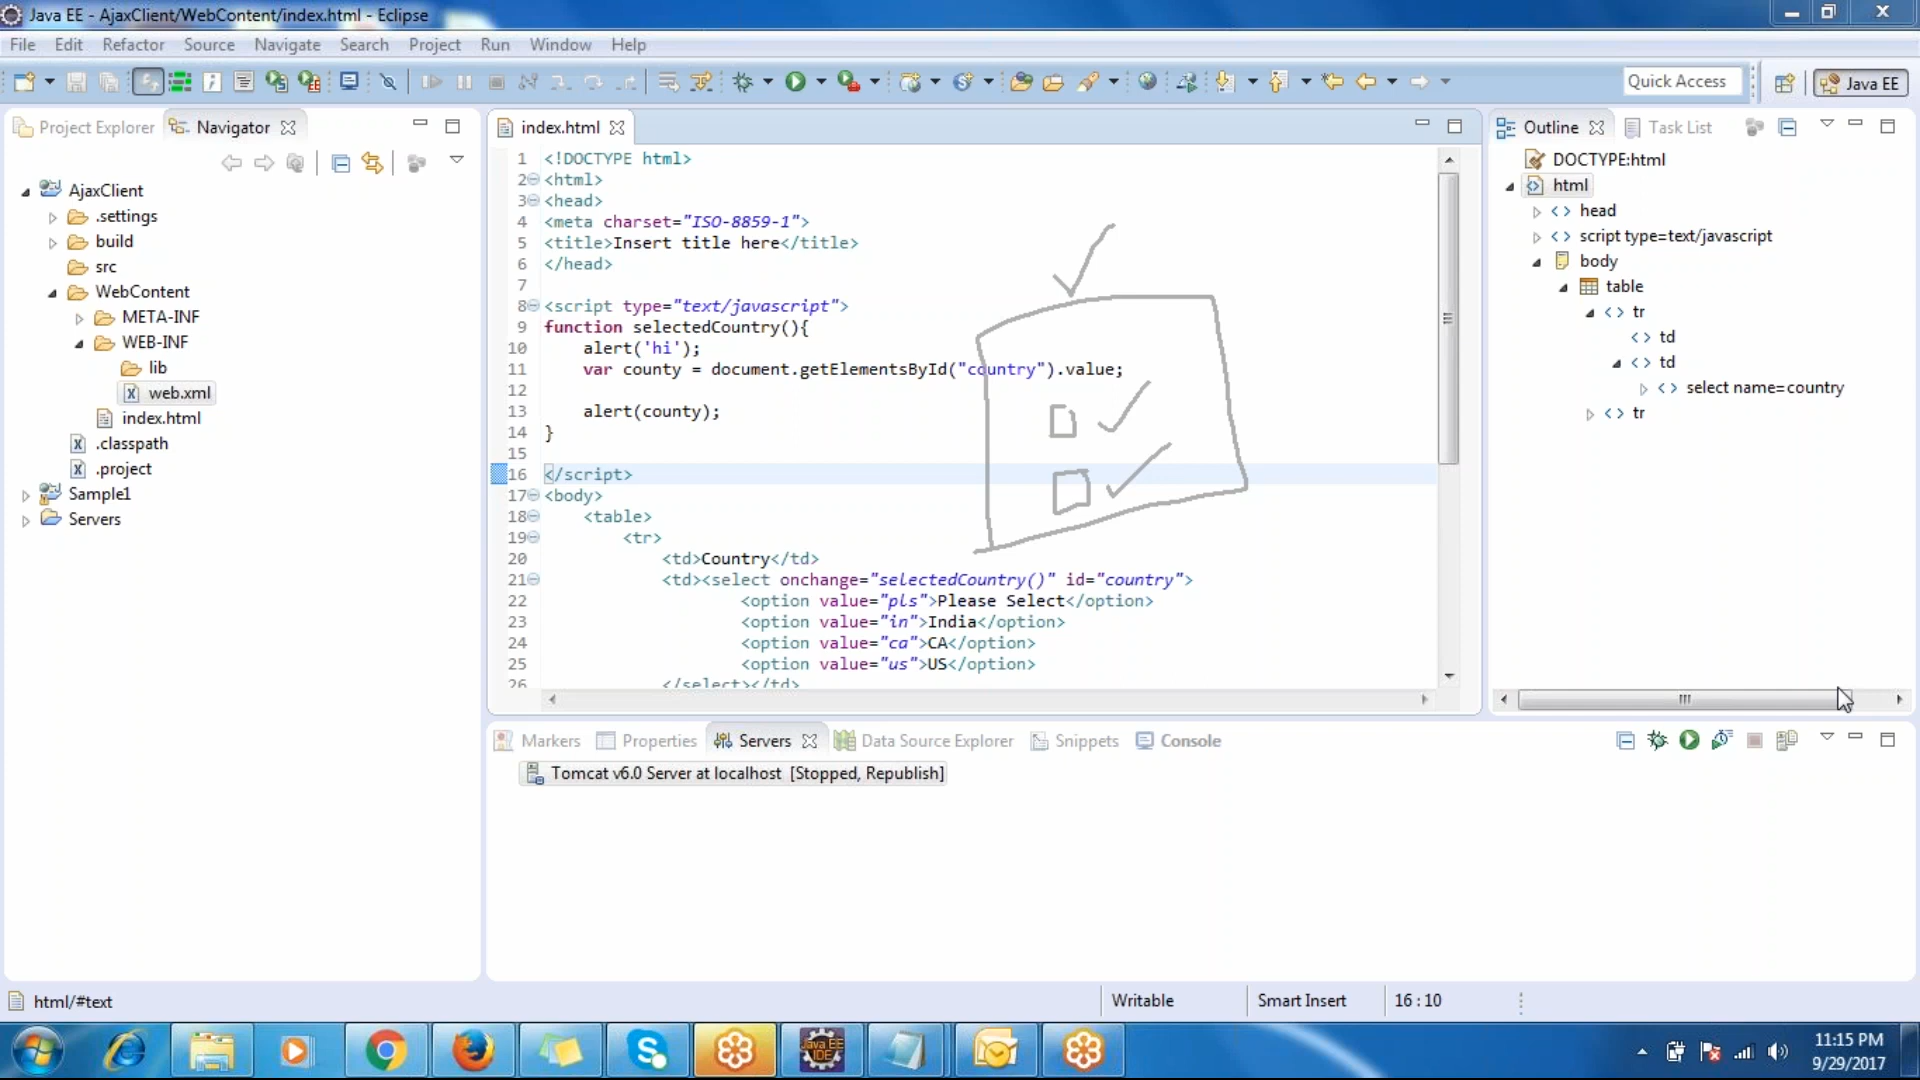 Java EE - AjaxClient/WebContent/index.html - Eclipse
File Edit Refactor Source Navigate Search Project Run Window Help
Quick Access
Java EE
Project Explorer
Navigator
AjaxClient
.settings
build
src
WebContent
META-INF
WEB-INF
lib
web.xml
index.html
.classpath
.project
Sample1
Servers
index.html
1 <!DOCTYPE html>
2 <html>
3 <head>
4 <meta charset="ISO-8859-1">
5 <title>Insert title here</title>
6 </head>
7
8 <script type="text/javascript">
9 function selectedCountry(){
10 alert('hi');
11 var county = document.getElementsById("country").value;
12
13 alert(county);
14 }
15
16 </script>
17 <body>
18 <table>
19 <tr>
20 <td>Country</td>
21 <td><select onchange="selectedCountry()" id="country">
22 <option value="pls">Please Select</option>
23 <option value="in">India</option>
24 <option value="ca">CA</option>
25 <option value="us">US</option>
26 </select></td>
Outline
Task List
DOCTYPE:html
html
head
script type=text/javascript
body
table
tr
td
td
select name=country
tr
Markers
Properties
Servers
Data Source Explorer
Snippets
Console
Tomcat v6.0 Server at localhost [Stopped, Republish]
html/#text
Writable
Smart Insert
16 : 10
Java EE
IDE
11:15 PM
9/29/2017